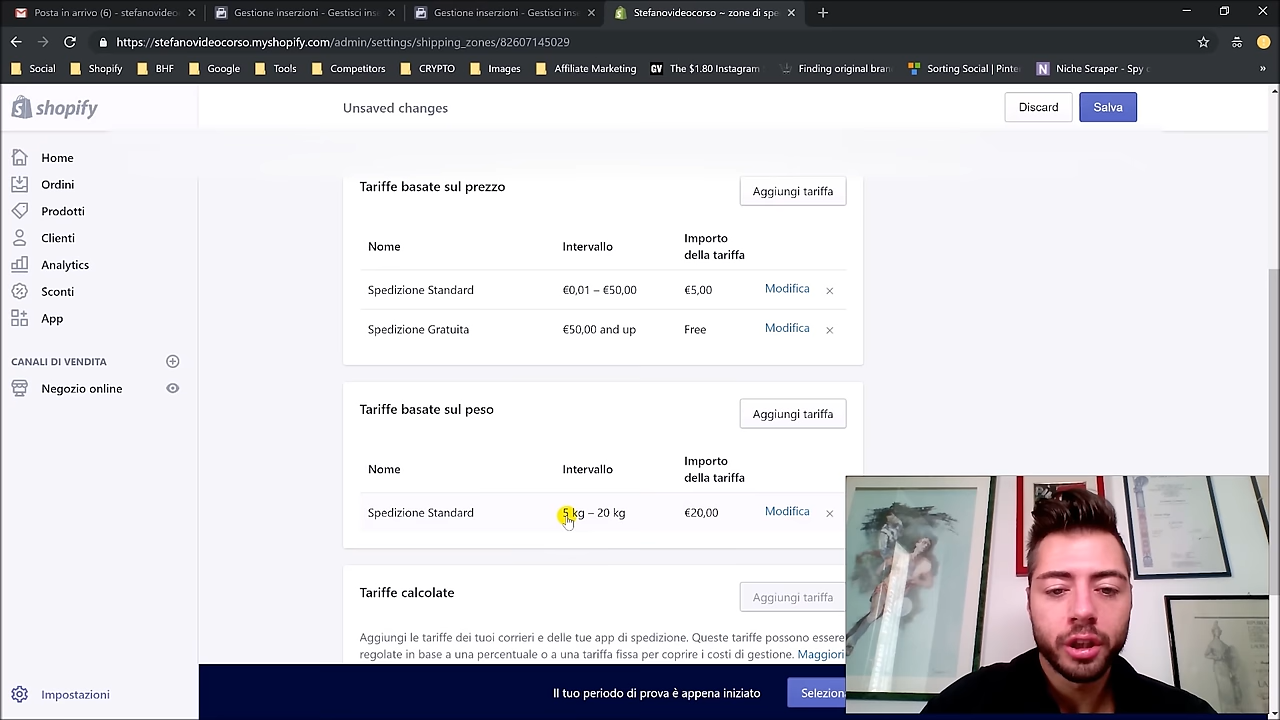 Posta in arrivo (6) - stefanovideo
Gestione inserzioni - Gestisci ins
Gestione inserzioni - Gestisci ins
Stefanovideocorso ~ zone di spe
https://stefanovideocorso.myshopify.com/admin/settings/shipping_zones/82607145029
Social
Shopify
BHF
Google
Tools
Competitors
CRYPTO
Images
Affiliate Marketing
GV The $1.80 Instagram
Finding original bran
Sorting Social | Pinte
N Niche Scraper - Spy
»
shopify
Unsaved changes
Discard
Salva
Home
Ordini
Prodotti
Clienti
Analytics
Sconti
App
CANALI DI VENDITA
Negozio online
Impostazioni
Tariffe basate sul prezzo
Aggiungi tariffa
Nome
Intervallo
Importo
della tariffa
Spedizione Standard €0,01 – €50,00 €5,00 Modifica ×
Spedizione Gratuita €50,00 and up Free Modifica ×
Tariffe basate sul peso
Aggiungi tariffa
Nome
Intervallo
Importo
della tariffa
Spedizione Standard 5 kg – 20 kg €20,00 Modifica ×
Tariffe calcolate
Aggiungi tariffa
Aggiungi le tariffe dei tuoi corrieri e delle tue app di spedizione. Queste tariffe possono essere
regolate in base a una percentuale o a una tariffa fissa per coprire i costi di gestione. Maggiori
Il tuo periodo di prova è appena iniziato
Selezion